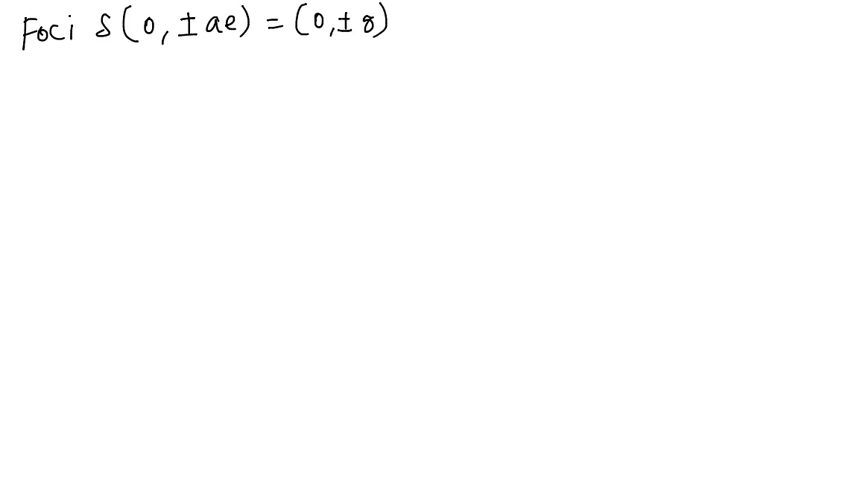 Foci S(0, ± ae) = (0, ± 8)